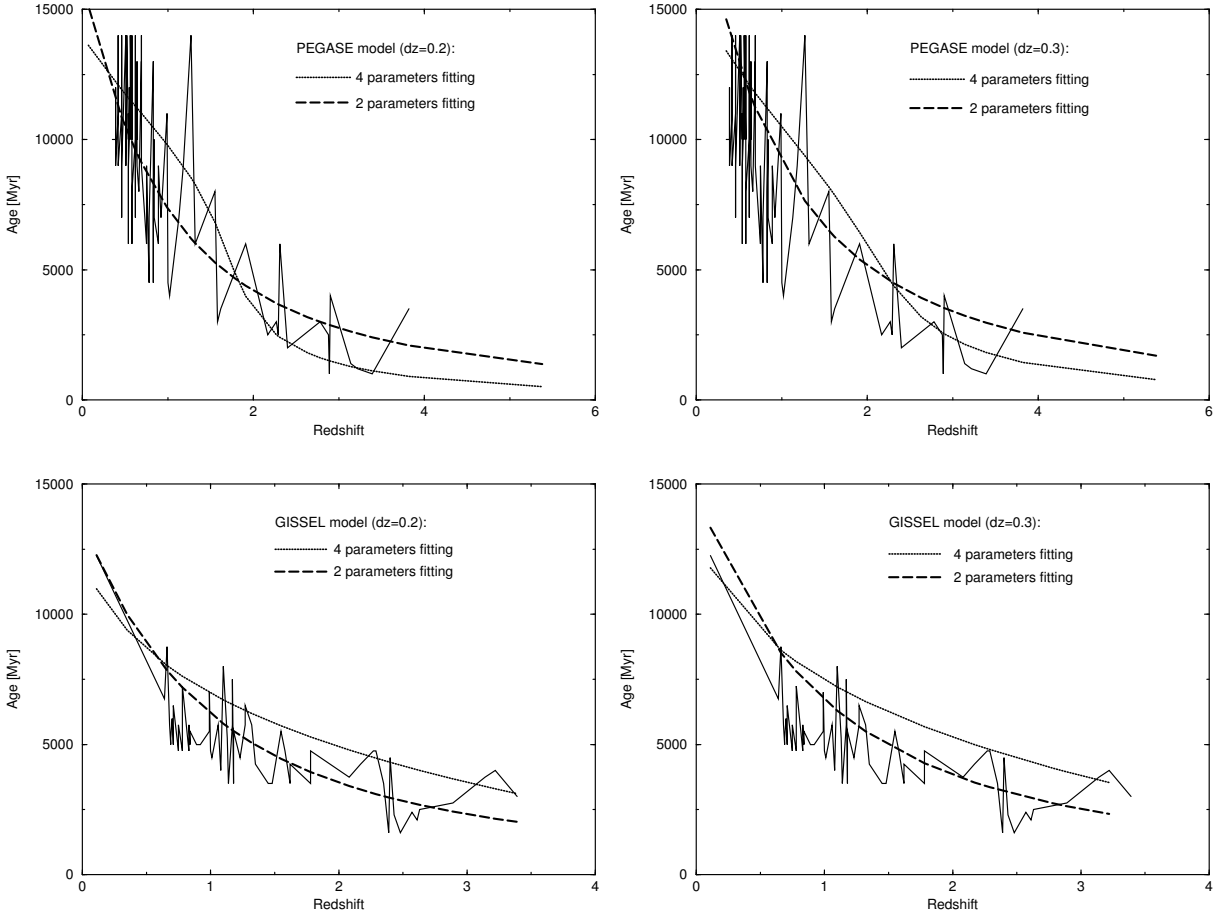 15000
10000
5000
0
Age [Myr]
PEGASE model (dz=0.2):
4 parameters fitting
2 parameters fitting
0
2
4
6
Redshift
15000
10000
5000
0
Age [Myr]
PEGASE model (dz=0.3):
4 parameters fitting
2 parameters fitting
0
2
4
6
Redshift
15000
10000
5000
0
Age [Myr]
GISSEL model (dz=0.2):
4 parameters fitting
2 parameters fitting
0
1
2
3
4
Redshift
15000
10000
5000
0
Age [Myr]
GISSEL model (dz=0.3):
4 parameters fitting
2 parameters fitting
0
1
2
3
4
Redshift